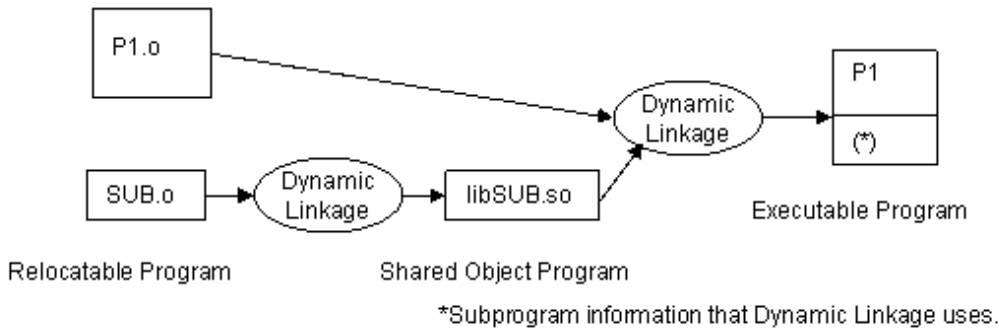 P1.o
P1
Dynamic
Linkage
(*)
SUB.o
Dynamic
Linkage
libSUB.so
Executable Program
Relocatable Program
Shared Object Program
*Subprogram information that Dynamic Linkage uses.